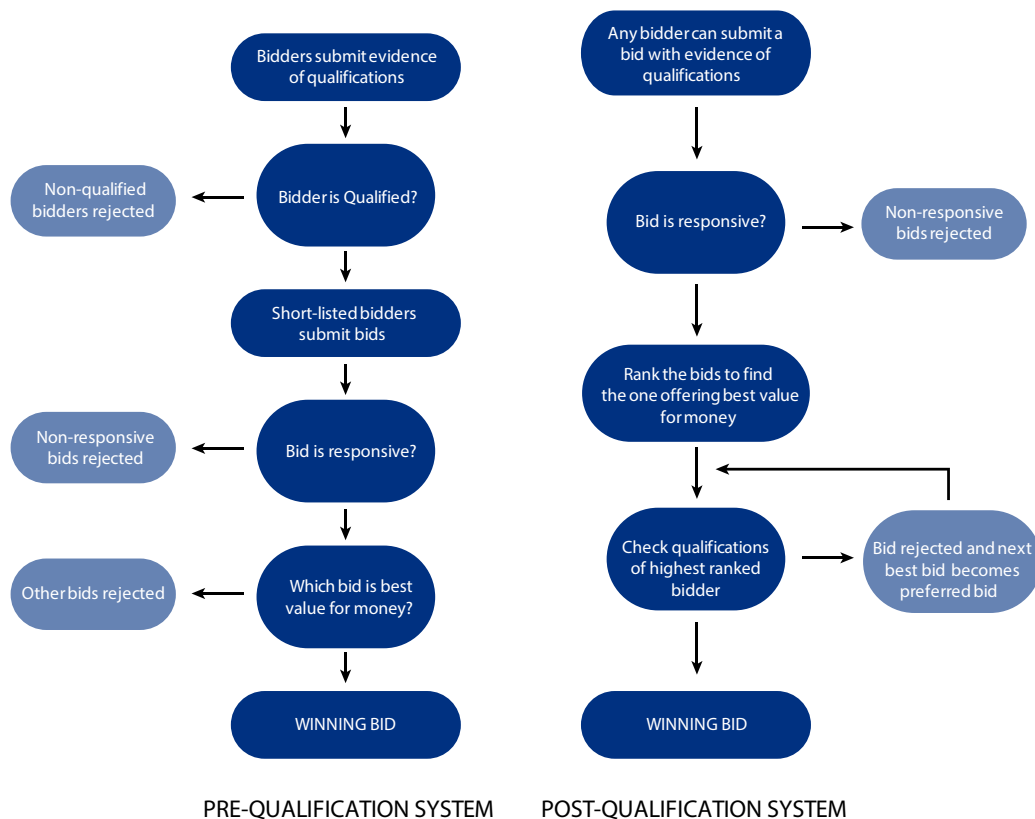 Bidders submit evidence
of qualifications
Non-qualified
bidders rejected
Bidder is Qualified?
Short-listed bidders
submit bids
Non-responsive
bids rejected
Bid is responsive?
Other bids rejected
Which bid is best
value for money?
WINNING BID
PRE-QUALIFICATION SYSTEM
Any bidder can submit a
bid with evidence of
qualifications
Bid is responsive?
Non-responsive
bids rejected
Rank the bids to find
the one offering best value
for money
Check qualifications
of highest ranked
bidder
Bid rejected and next
best bid becomes
preferred bid
WINNING BID
POST-QUALIFICATION SYSTEM